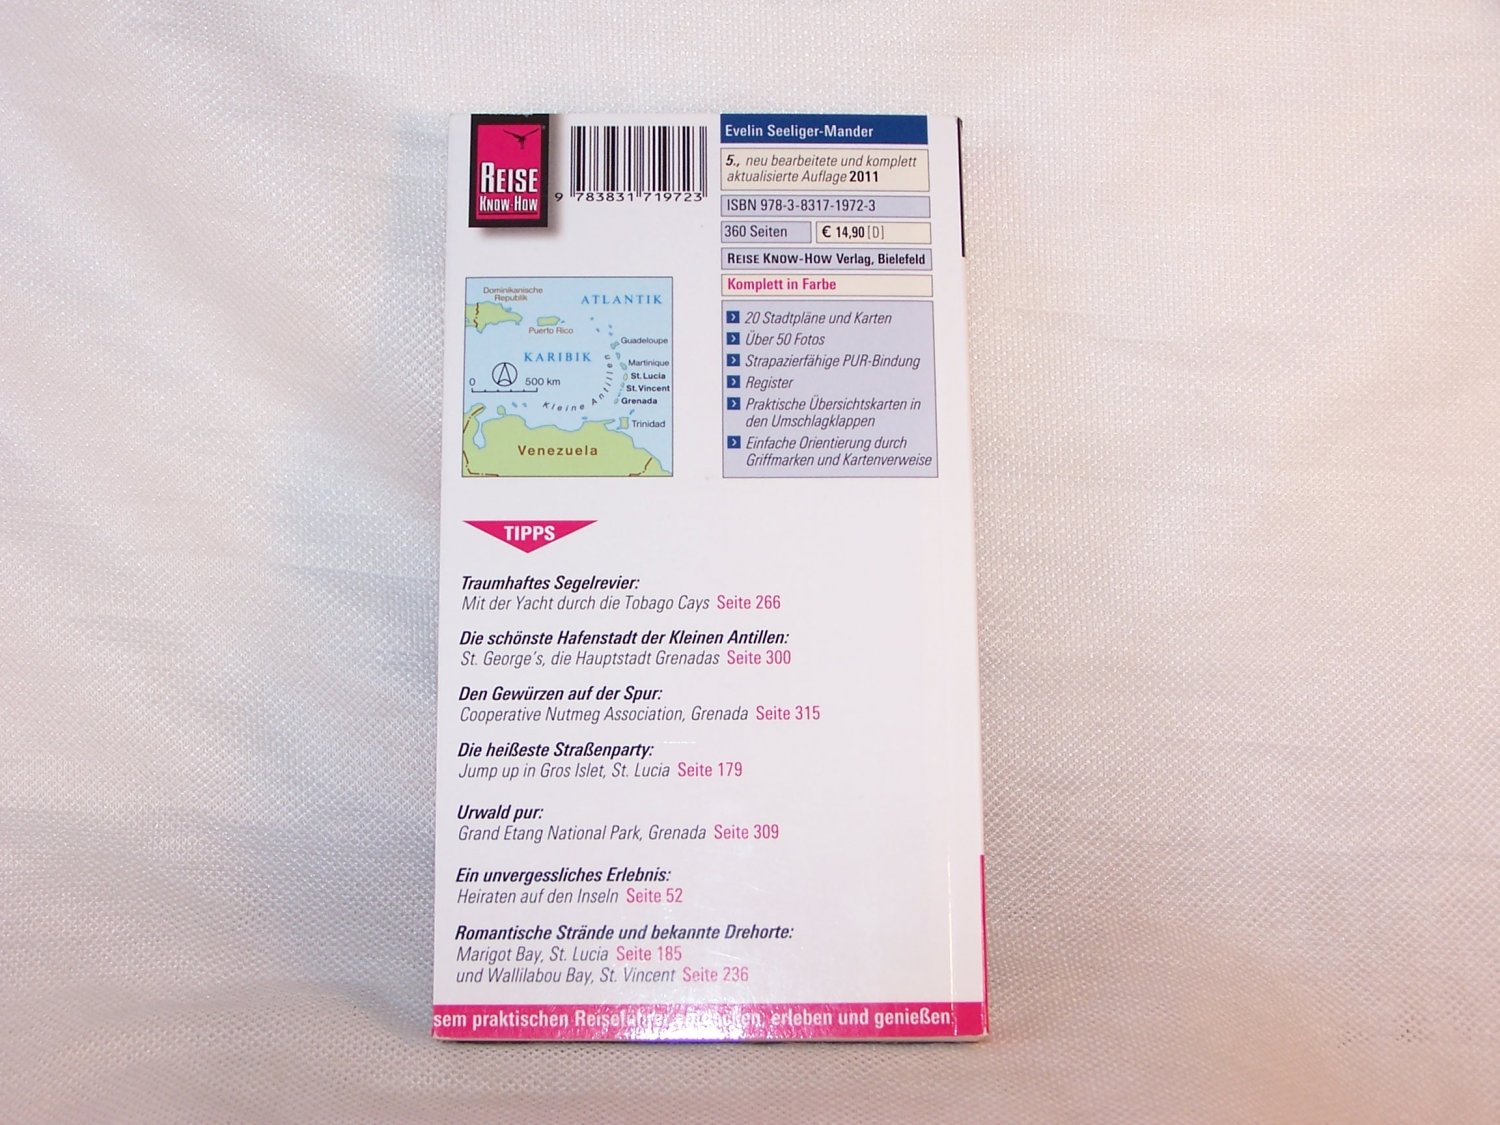 REISE
KNOW-HOW
9 783831 719723
Evelin Seeliger-Mander
5., neu bearbeitete und komplett
aktualisierte Auflage 2011
ISBN 978-3-8317-1972-3
360 Seiten
€ 14,90 [D]
REISE KNOW-HOW Verlag, Bielefeld
Komplett in Farbe
20 Stadtpläne und Karten
Über 50 Fotos
Strapazierfähige PUR-Bindung
Register
Praktische Übersichtskarten in
den Umschlagklappen
Einfache Orientierung durch
Griffmarken und Kartenverweise
Dominikanische
Republik
ATLANTIK
Puerto Rico
Guadeloupe
KARIBIK
Martinique
St. Lucia
0 500 km
St. Vincent
Kleine Antillen
Grenada
Trinidad
Venezuela
TIPPS
Traumhaftes Segelrevier:
Mit der Yacht durch die Tobago Cays Seite 266
Die schönste Hafenstadt der Kleinen Antillen:
St. George's, die Hauptstadt Grenadas Seite 300
Den Gewürzen auf der Spur:
Cooperative Nutmeg Association, Grenada Seite 315
Die heißeste Straßenparty:
Jump up in Gros Islet, St. Lucia Seite 179
Urwald pur:
Grand Etang National Park, Grenada Seite 309
Ein unvergessliches Erlebnis:
Heiraten auf den Inseln Seite 52
Romantische Strände und bekannte Drehorte:
Marigot Bay, St. Lucia Seite 185
und Wallilabou Bay, St. Vincent Seite 236
sem praktischen Reiseführer entdecken, erleben und genießen